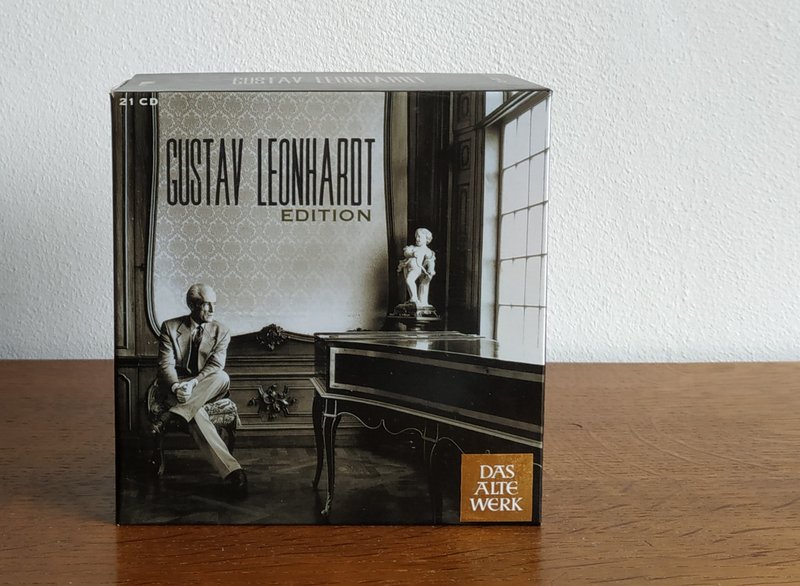 GUSTAV LEONHARDT
21 CD
GUSTAV LEONHARDT
EDITION
DAS
ALTE
WERK